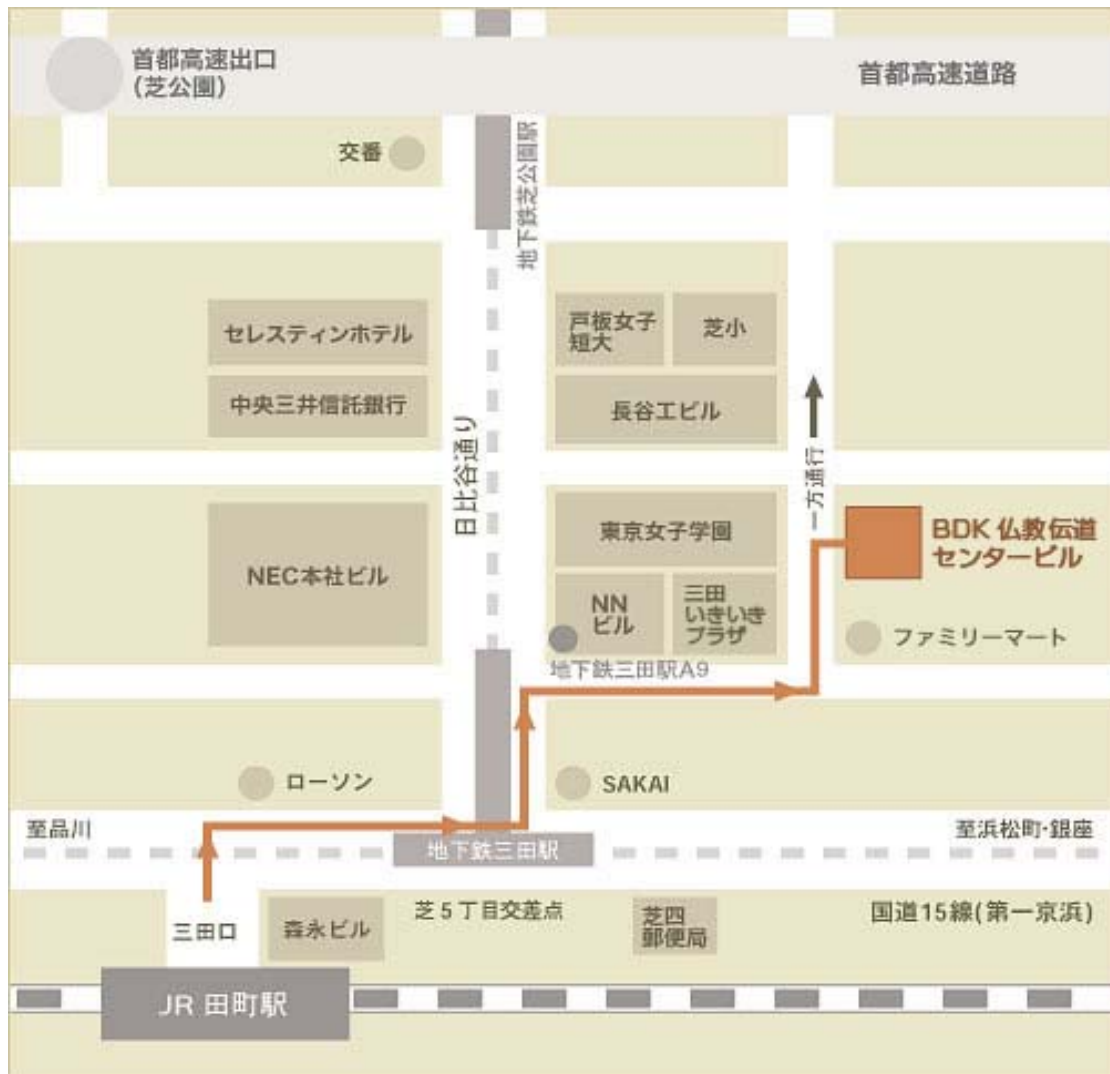 首都高速出口
(芝公園)
首都高速道路
交番
地下鉄芝公園駅
セレスティンホテル
戸板女子
短大
芝小
中央三井信託銀行
長谷工ビル
日比谷通り
一方通行
NEC本社ビル
東京女子学園
BDK 仏教伝道
センタービル
NN
ビル
三田
いきいき
プラザ
ファミリーマート
地下鉄三田駅A9
ローソン
SAKAI
至品川
至浜松町・銀座
地下鉄三田駅
三田口
森永ビル
芝5丁目交差点
芝四
郵便局
国道15線(第一京浜)
JR 田町駅